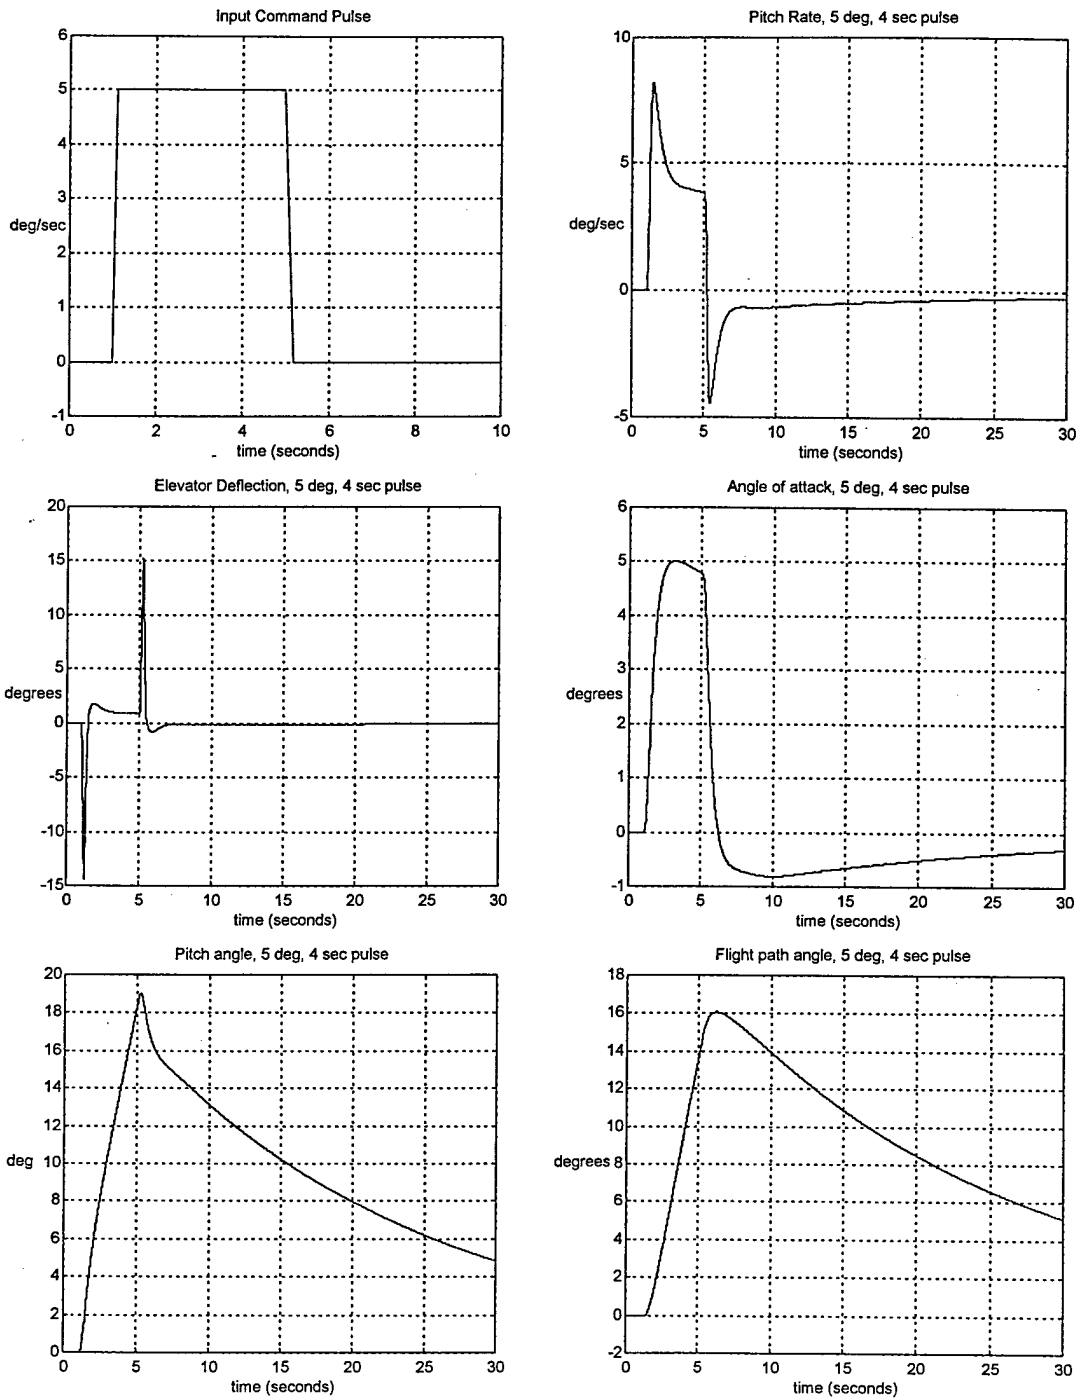 Input Command Pulse
6
5
4
3
deg/sec
2
1
0
-1
0 2 4 6 8 10
time (seconds)
Pitch Rate, 5 deg, 4 sec pulse
10
5
deg/sec
0
-5
0 5 10 15 20 25 30
time (seconds)
Elevator Deflection, 5 deg, 4 sec pulse
20
15
10
5
degrees
0
-5
-10
-15
0 5 10 15 20 25 30
time (seconds)
Angle of attack, 5 deg, 4 sec pulse
6
5
4
3
degrees
2
1
0
-1
0 5 10 15 20 25 30
time (seconds)
Pitch angle, 5 deg, 4 sec pulse
20
18
16
14
12
10
deg
8
6
4
2
0
0 5 10 15 20 25 30
time (seconds)
Flight path angle, 5 deg, 4 sec pulse
18
16
14
12
10
degrees 8
6
4
2
0
-2
0 5 10 15 20 25 30
time (seconds)